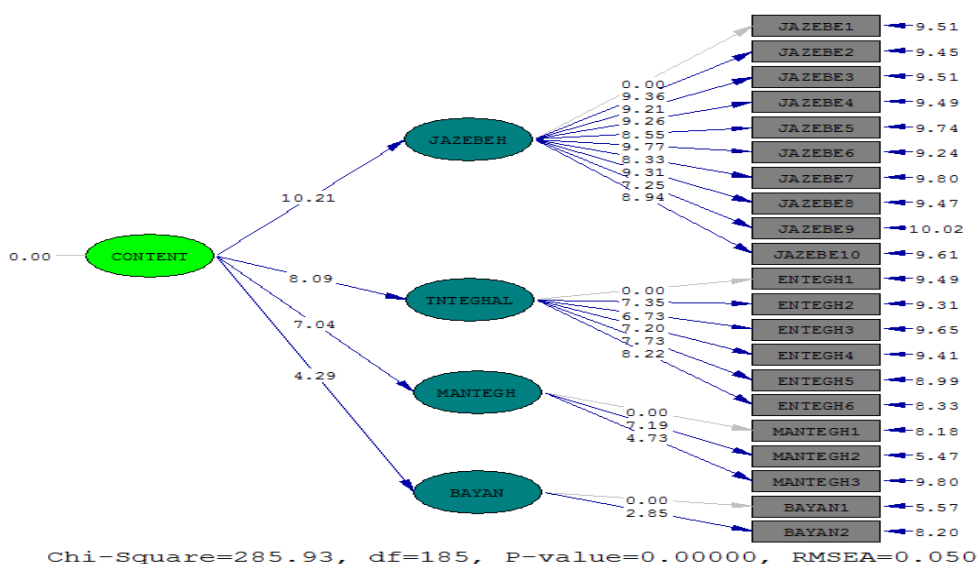 JAZEBE1 9.51
JAZEBE2 9.45
JAZEBE3 9.51
JAZEBE4 9.49
JAZEBE5 9.74
JAZEBE6 9.24
JAZEBE7 9.80
JAZEBE8 9.47
JAZEBE9 10.02
JAZEBE10 9.61
ENTEGH1 9.49
ENTEGH2 9.31
ENTEGH3 9.65
ENTEGH4 9.41
ENTEGH5 8.99
ENTEGH6 8.33
MANTEGH1 8.18
MANTEGH2 5.47
MANTEGH3 9.80
BAYAN1 5.57
BAYAN2 8.20
0.00
9.36
9.21
9.26
8.55
9.77
8.33
9.31
7.25
8.94
JAZEBEH
10.21
0.00 CONTENT
8.09
7.04
4.29
TNTEGHAL
0.00
7.35
6.73
7.20
7.73
8.22
MANTEGH
0.00
7.19
4.73
BAYAN
0.00
2.85
Chi-Square=285.93, df=185, P-value=0.00000, RMSEA=0.050